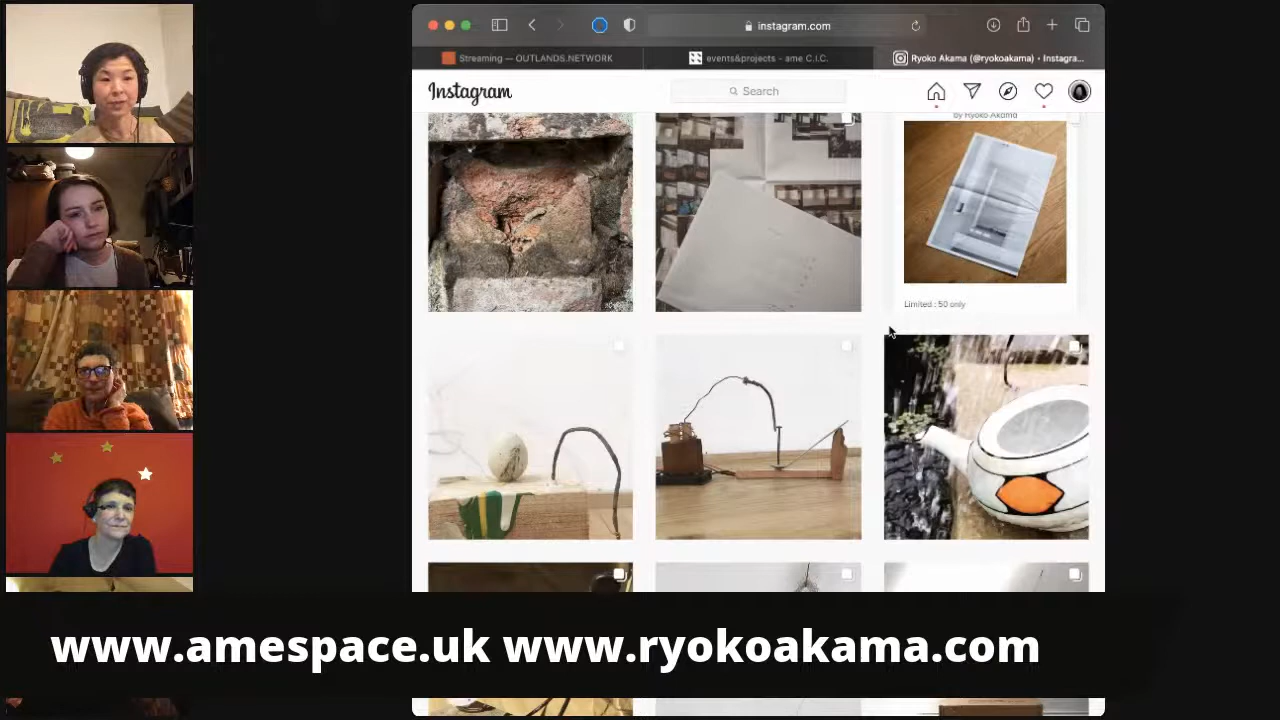 instagram.com
Streaming — OUTLANDS.NETWORK
events&projects - ame C.I.C.
Ryoko Akama (@ryokoakama) • Instagra...
Instagram
Search
by Ryoko Akama
Limited : 50 only
www.amespace.uk www.ryokoakama.com